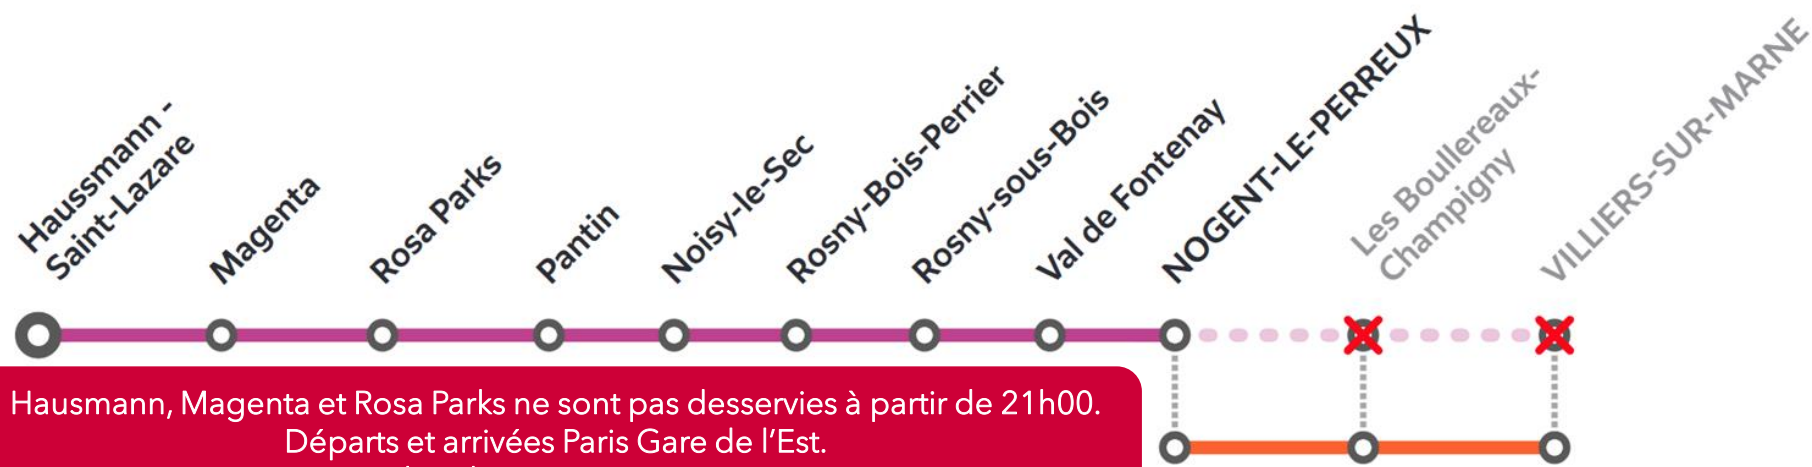 Haussmann -
Saint-Lazare
Magenta
Rosa Parks
Pantin
Noisy-le-Sec
Rosny-Bois-Perrier
Rosny-sous-Bois
Val de Fontenay
NOGENT-LE-PERREUX
Les Boullereaux-
Champigny
VILLIERS-SUR-MARNE
Hausmann, Magenta et Rosa Parks ne sont pas desservies à partir de 21h00.
Départs et arrivées Paris Gare de l'Est.